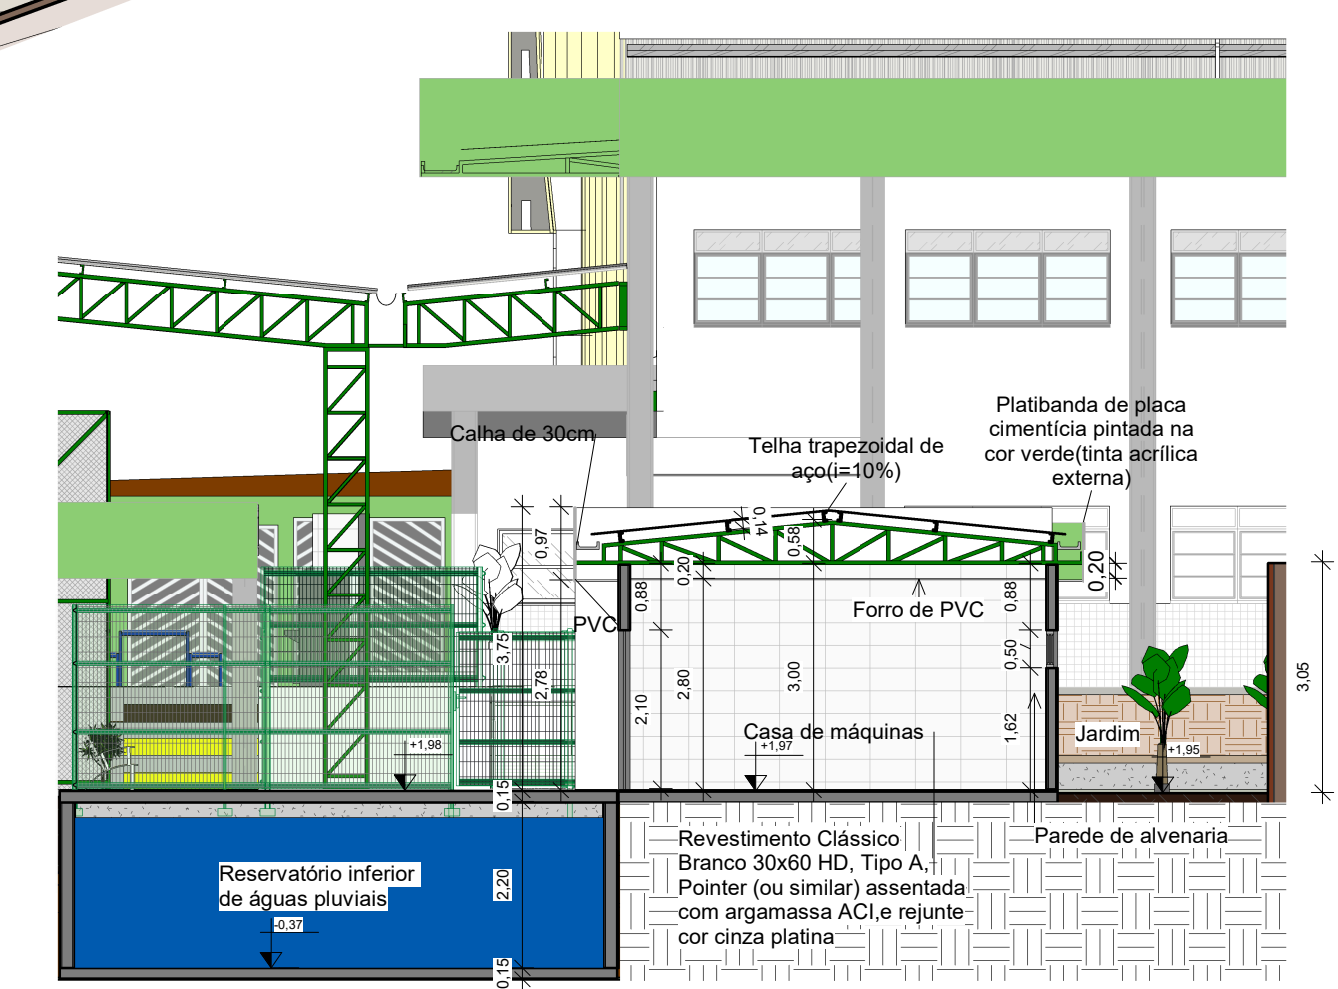 Platibanda de placa
cimentícia pintada na
cor verde(tinta acrílica
externa)
Calha de 30cm
Telha trapezoidal de
aço(i=10%)
0,97
0,14
0,58
0,20
0,20
0,88
0,88
Forro de PVC
PVC
3,75
2,78
2,10
2,80
3,00
0,50
1,62
3,05
Casa de máquinas
Jardim
+1,98
+1,97
+1,95
0,15
Revestimento Clássico
Branco 30x60 HD, Tipo A,
Pointer (ou similar) assentada
com argamassa ACI,e rejunte
cor cinza platina
Parede de alvenaria
Reservatório inferior
de águas pluviais
2,20
-0,37
0,15